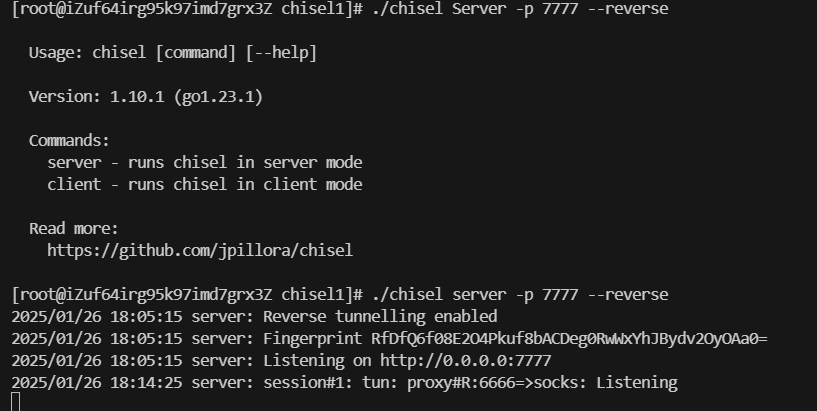 [root@iZuf64irg95k97imd7grx3Z chisel1]# ./chisel Server -p 7777 --reverse
Usage: chisel [command] [--help]
Version: 1.10.1 (go1.23.1)
Commands:
server - runs chisel in server mode
client - runs chisel in client mode
Read more:
https://github.com/jpillora/chisel
[root@iZuf64irg95k97imd7grx3Z chisel1]# ./chisel server -p 7777 --reverse
2025/01/26 18:05:15 server: Reverse tunnelling enabled
2025/01/26 18:05:15 server: Fingerprint RfDfQ6f08E2O4Pkuf8bACDeg0RwWxYhJBydv2OyOAa0=
2025/01/26 18:05:15 server: Listening on http://0.0.0.0:7777
2025/01/26 18:14:25 server: session#1: tun: proxy#R:6666=>socks: Listening